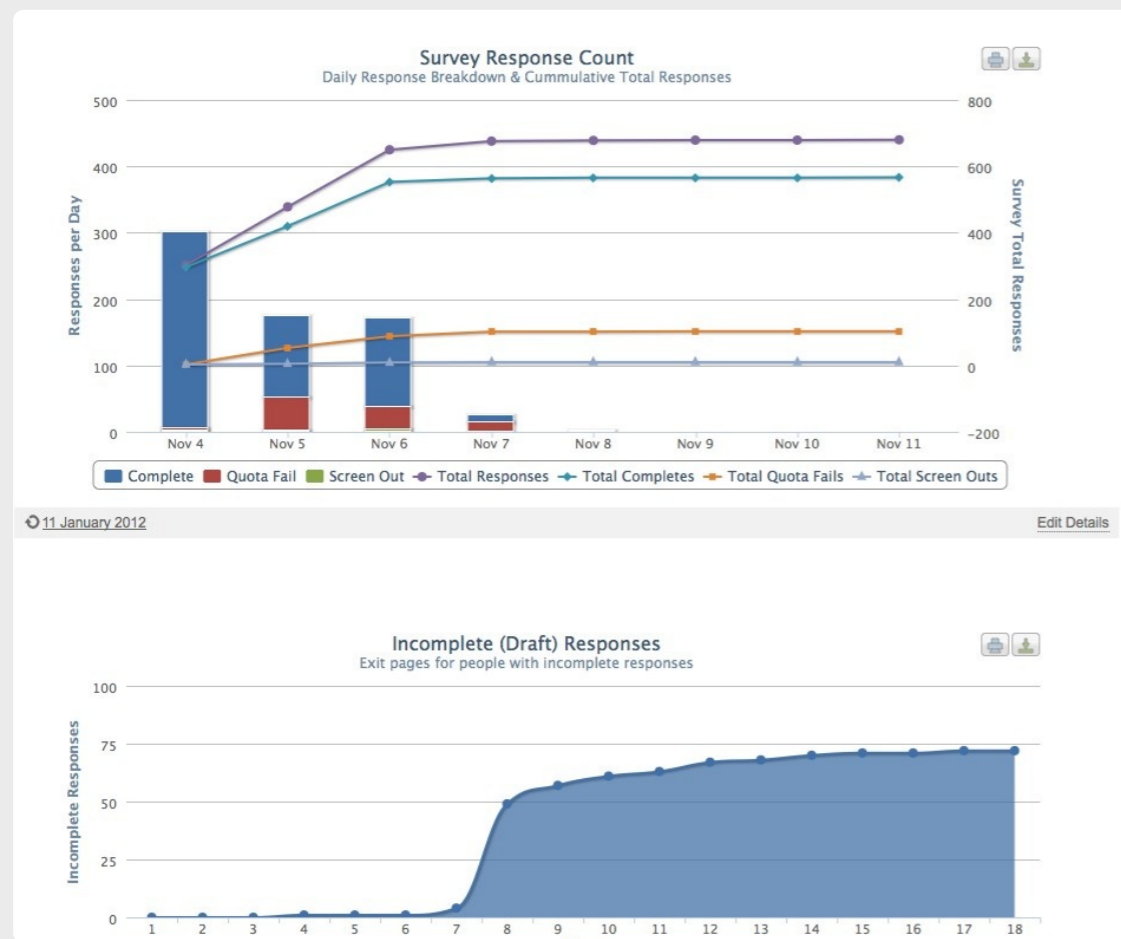 Survey Response Count
Daily Response Breakdown & Cummulative Total Responses
500
400
300
200
100
0
Responses per Day
800
600
400
200
0
−200
Survey Total Responses
Nov 4 Nov 5 Nov 6 Nov 7 Nov 8 Nov 9 Nov 10 Nov 11
Complete Quota Fail Screen Out Total Responses Total Completes Total Quota Fails Total Screen Outs
11 January 2012 Edit Details
Incomplete (Draft) Responses
Exit pages for people with incomplete responses
100
75
50
25
0
Incomplete Responses
1 2 3 4 5 6 7 8 9 10 11 12 13 14 15 16 17 18